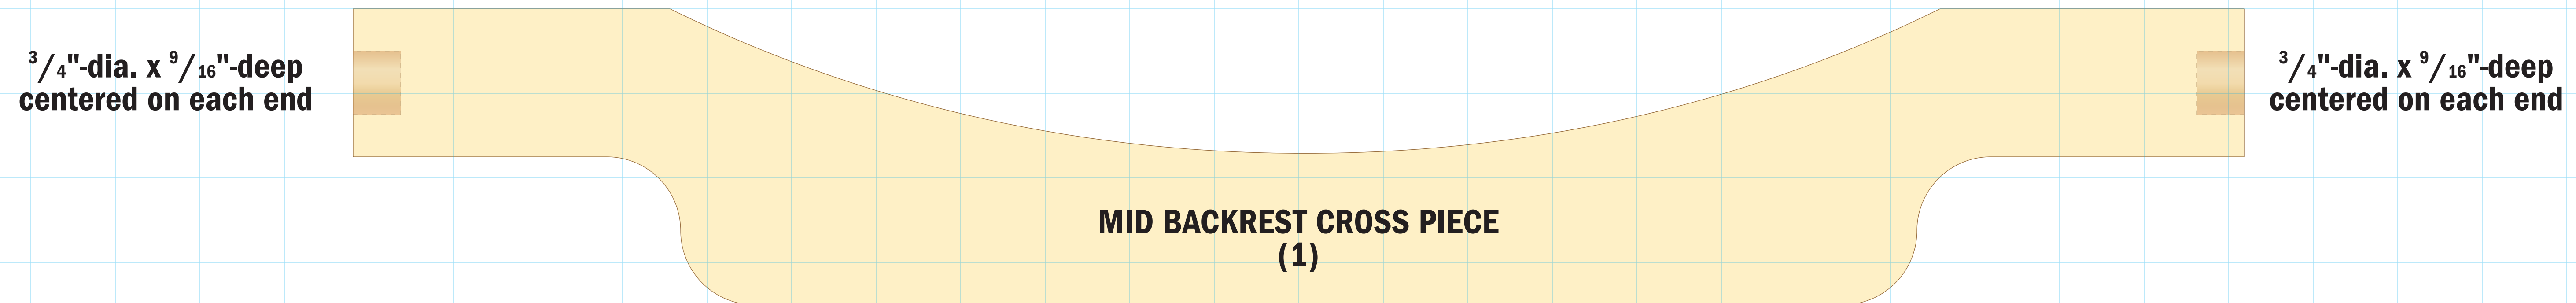 3/4"-dia. x 9/16"-deep
centered on each end
MID BACKREST CROSS PIECE
(1)
3/4"-dia. x 9/16"-deep
centered on each end